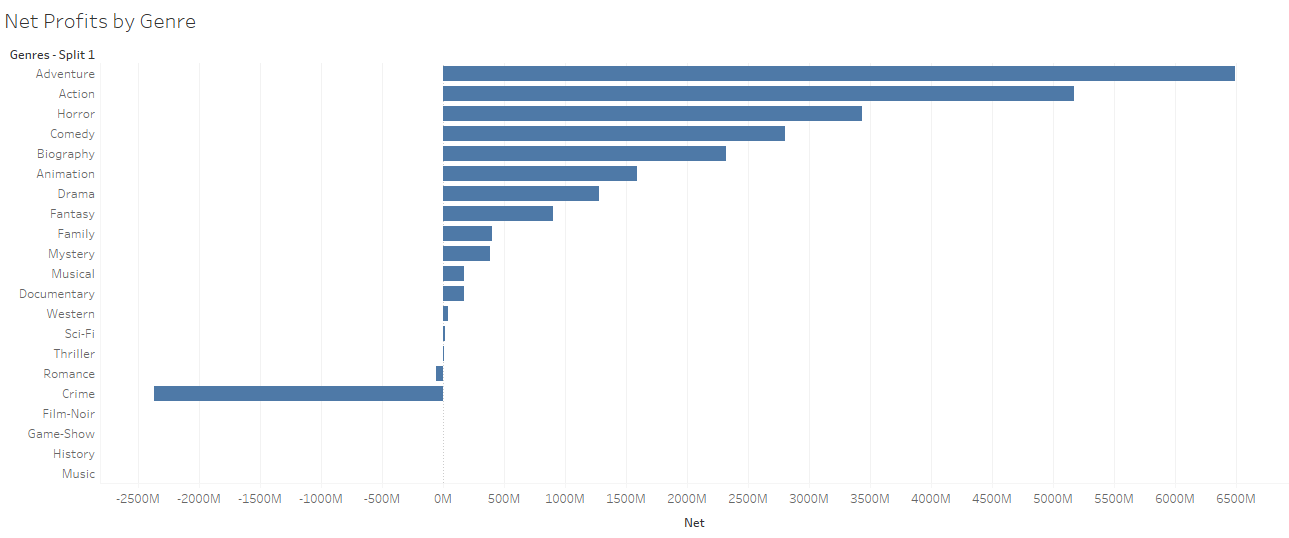 Net Profits by Genre
Genres - Split 1
Adventure
Action
Horror
Comedy
Biography
Animation
Drama
Fantasy
Family
Mystery
Musical
Documentary
Western
Sci-Fi
Thriller
Romance
Crime
Film-Noir
Game-Show
History
Music
-2500M -2000M -1500M -1000M -500M 0M 500M 1000M 1500M 2000M 2500M 3000M 3500M 4000M 4500M 5000M 5500M 6000M 6500M
Net